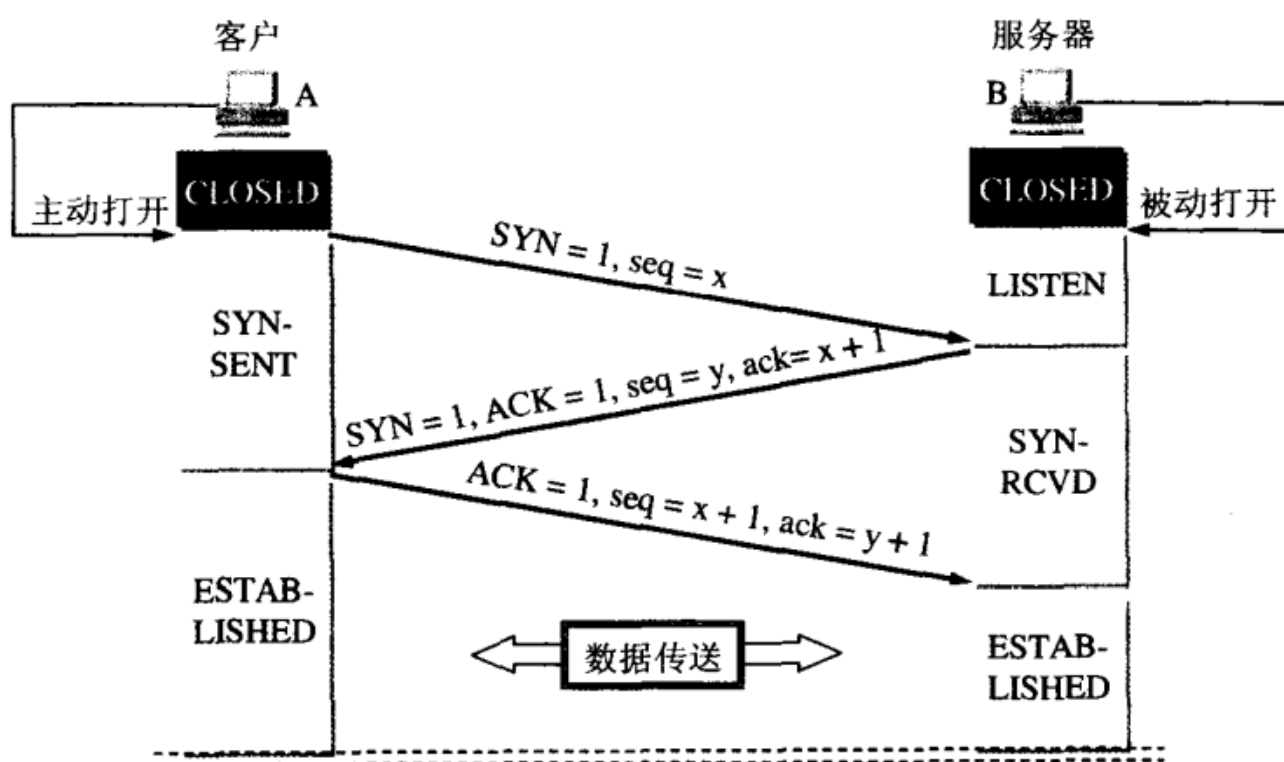 客户
服务器
A
B
CLOSED
CLOSED
主动打开
被动打开
SYN = 1, seq = x
LISTEN
SYN-
SENT
SYN = 1, ACK = 1, seq = y, ack= x + 1
SYN-
RCVD
ACK = 1, seq = x + 1, ack = y + 1
ESTAB-
LISHED
数据传送
ESTAB-
LISHED